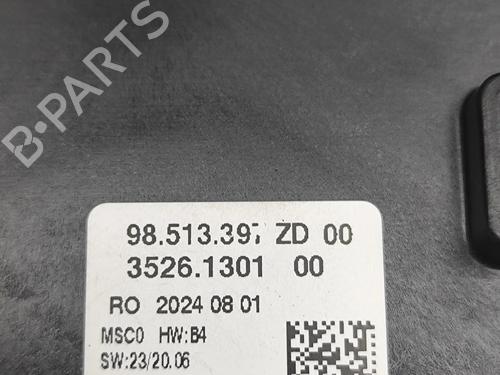 B-PARTS
98.513.397 ZD 00
3526.1301 00
RO 2024 08 01
MSC0 HW:B4
SW:23/20.06